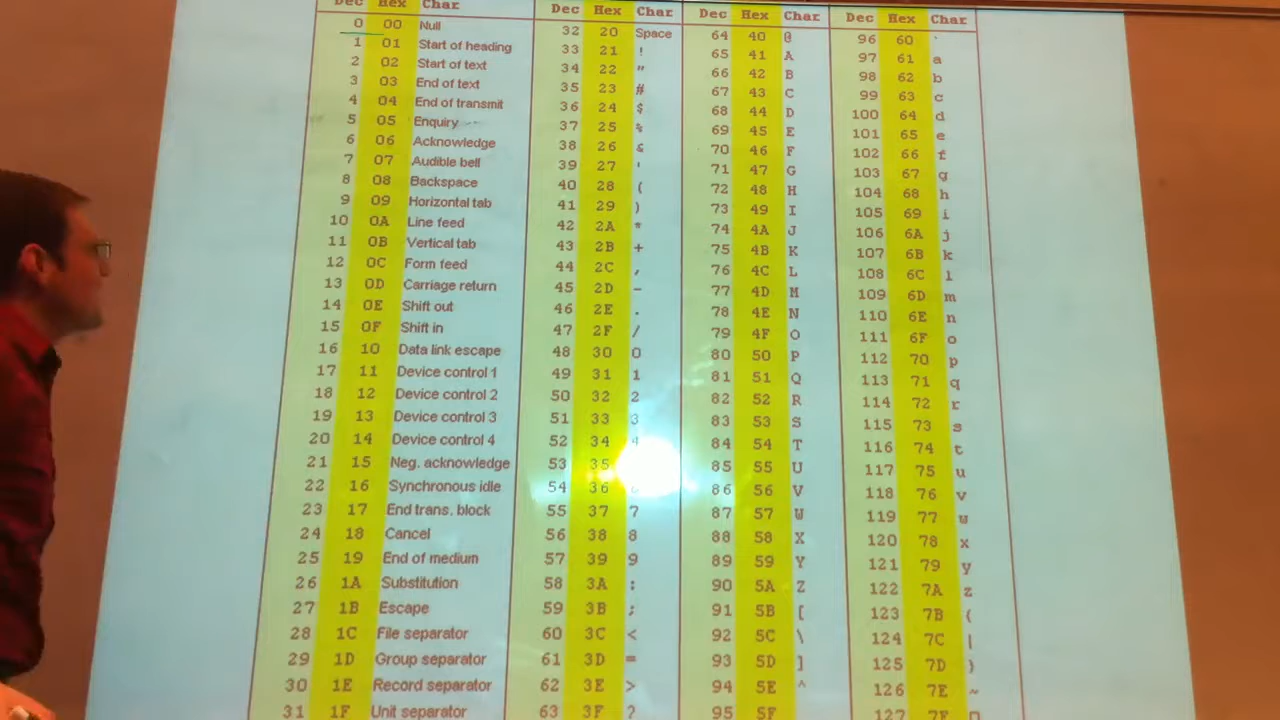 Dec Hex Char Dec Hex Char Dec Hex Char Dec Hex Char
0 00 Null 32 20 Space 64 40 @ 96 60 `
1 01 Start of heading 33 21 ! 65 41 A 97 61 a
2 02 Start of text 34 22 " 66 42 B 98 62 b
3 03 End of text 35 23 # 67 43 C 99 63 c
4 04 End of transmit 36 24 $ 68 44 D 100 64 d
5 05 Enquiry 37 25 % 69 45 E 101 65 e
6 06 Acknowledge 38 26 & 70 46 F 102 66 f
7 07 Audible bell 39 27 ' 71 47 G 103 67 g
8 08 Backspace 40 28 ( 72 48 H 104 68 h
9 09 Horizontal tab 41 29 ) 73 49 I 105 69 i
10 0A Line feed 42 2A * 74 4A J 106 6A j
11 0B Vertical tab 43 2B + 75 4B K 107 6B k
12 0C Form feed 44 2C , 76 4C L 108 6C l
13 0D Carriage return 45 2D - 77 4D M 109 6D m
14 0E Shift out 46 2E . 78 4E N 110 6E n
15 0F Shift in 47 2F / 79 4F O 111 6F o
16 10 Data link escape 48 30 0 80 50 P 112 70 p
17 11 Device control 1 49 31 1 81 51 Q 113 71 q
18 12 Device control 2 50 32 2 82 52 R 114 72 r
19 13 Device control 3 51 33 3 83 53 S 115 73 s
20 14 Device control 4 52 34 4 84 54 T 116 74 t
21 15 Neg. acknowledge 53 35 85 55 U 117 75 u
22 16 Synchronous idle 54 36 6 86 56 V 118 76 v
23 17 End trans. block 55 37 7 87 57 W 119 77 w
24 18 Cancel 56 38 8 88 58 X 120 78 x
25 19 End of medium 57 39 9 89 59 Y 121 79 y
26 1A Substitution 58 3A : 90 5A Z 122 7A z
27 1B Escape 59 3B ; 91 5B [ 123 7B {
28 1C File separator 60 3C < 92 5C \ 124 7C |
29 1D Group separator 61 3D = 93 5D ] 125 7D }
30 1E Record separator 62 3E > 94 5E ^ 126 7E ~
31 1F Unit separator 63 3F ? 95 5F 127 7F □